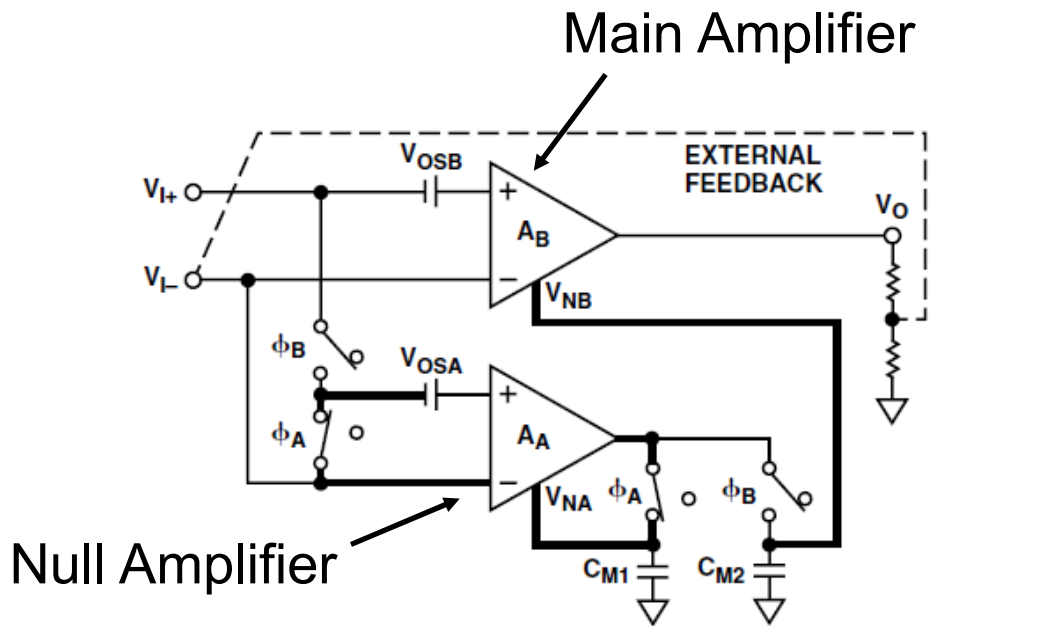 Main Amplifier
EXTERNAL
FEEDBACK
VOSB
VI+
VO
+
AB
VI–
–
VNB
ϕB
VOSA
+
ϕA
AA
–
VNA
ϕA
ϕB
Null Amplifier
CM1
CM2